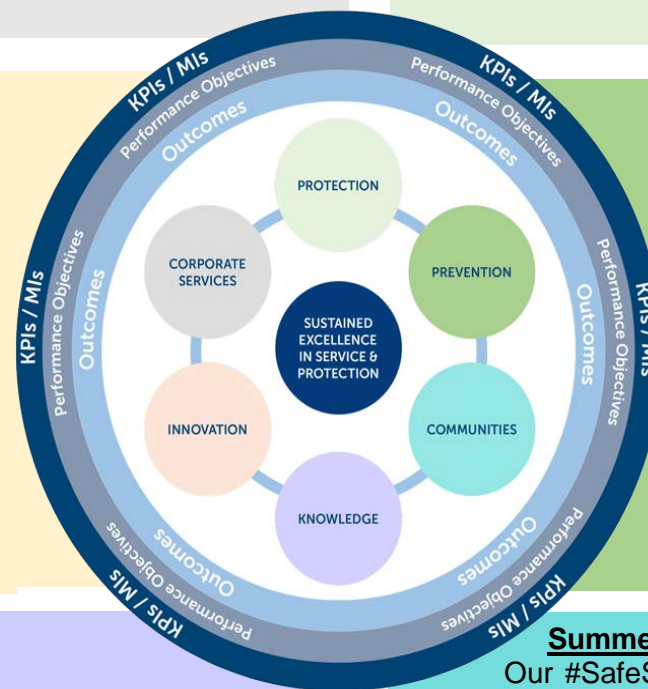 KPIs / MIs
KPIs / MIs
Performance Objectives
Performance Objectives
Outcomes
Outcomes
PROTECTION
CORPORATE
SERVICES
PREVENTION
KPIs / MIs
Performance Objectives
Outcomes
SUSTAINED
EXCELLENCE
IN SERVICE &
PROTECTION
Outcomes
Performance Objectives
KPIs / MIs
INNOVATION
COMMUNITIES
KNOWLEDGE
Outcomes
Outcomes
Performance Objectives
Performance Objectives
KPIs / MIs
KPIs / MIs
Summe
Our #SafeS